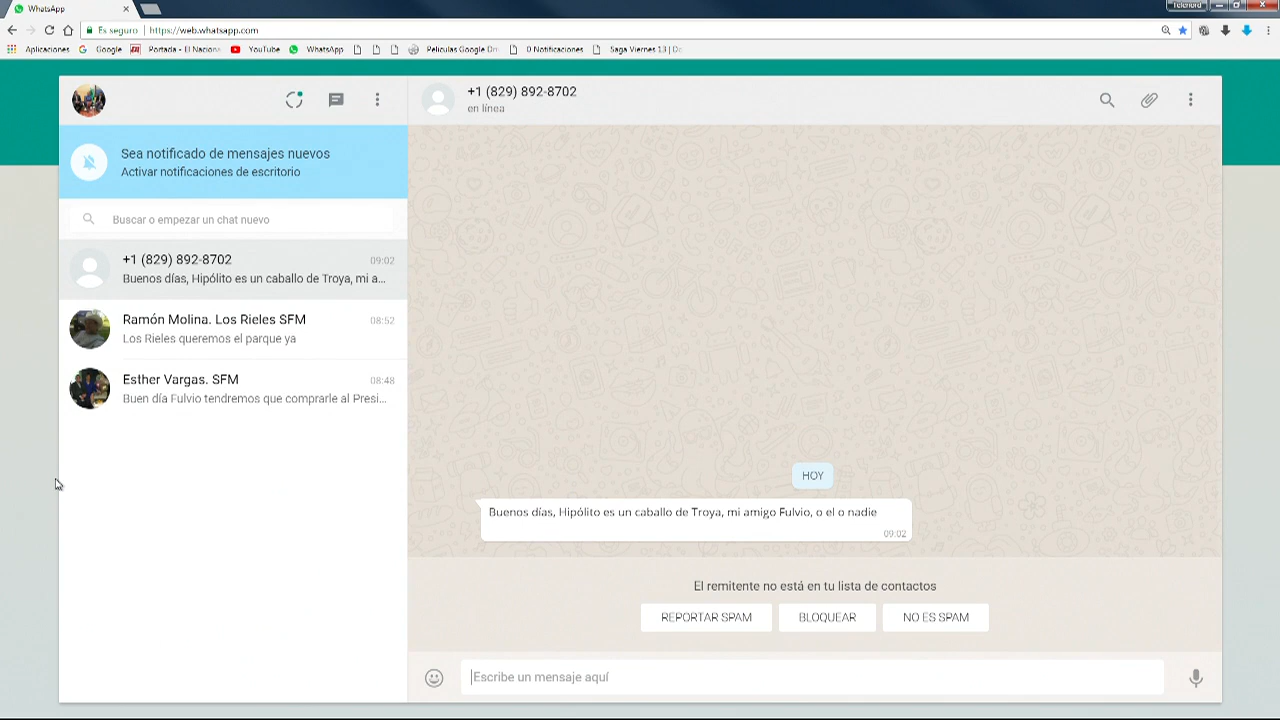 WhatsApp
Telenord
Es seguro | https://web.whatsapp.com
Aplicaciones Google Portada - El Naciona YouTube WhatsApp Peliculas Google Dri 0 Notificaciones Saga Viernes 13 | Do
+1 (829) 892-8702
en línea
Sea notificado de mensajes nuevos
Activar notificaciones de escritorio
Buscar o empezar un chat nuevo
+1 (829) 892-8702 09:02
Buenos días, Hipólito es un caballo de Troya, mi a...
Ramón Molina. Los Rieles SFM 08:52
Los Rieles queremos el parque ya
Esther Vargas. SFM 08:48
Buen día Fulvio tendremos que comprarle al Presi...
HOY
Buenos días, Hipólito es un caballo de Troya, mi amigo Fulvio, o el o nadie
09:02
El remitente no está en tu lista de contactos
REPORTAR SPAM BLOQUEAR NO ES SPAM
Escribe un mensaje aquí